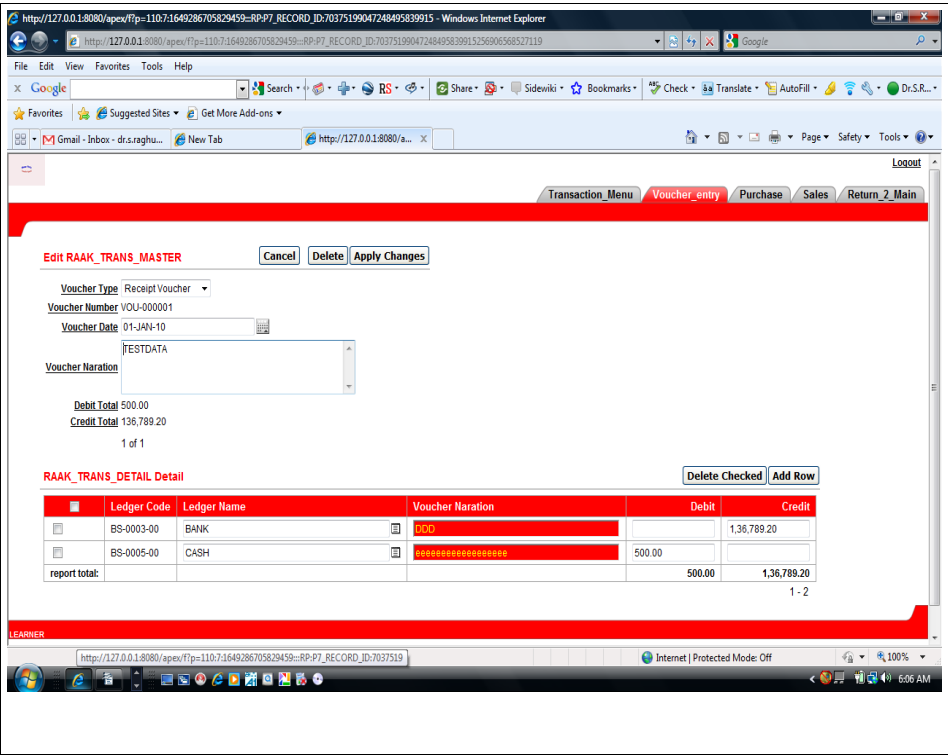 http://127.0.0.1:8080/apex/f?p=110:7:1649286705829459:::RP:P7_RECORD_ID:70375199047248495839915 - Windows Internet Explorer
http://127.0.0.1:8080/apex/f?p=110:7:1649286705829459:::RP:P7_RECORD_ID:70375199047248495839915256906568527119 Google
File Edit View Favorites Tools Help
x Google Search RS Share Sidewiki Bookmarks Check Translate AutoFill Dr.S.R...
Favorites Suggested Sites Get More Add-ons
Gmail - Inbox - dr.s.raghu... New Tab http://127.0.0.1:8080/a... X Page Safety Tools
Logout
Transaction_Menu Voucher_entry Purchase Sales Return_2_Main
Edit RAAK_TRANS_MASTER Cancel Delete Apply Changes
Voucher Type Receipt Voucher
Voucher Number VOU-000001
Voucher Date 01-JAN-10
Voucher Naration TESTDATA
Debit Total 500.00
Credit Total 136,789.20
1 of 1
RAAK_TRANS_DETAIL Detail Delete Checked Add Row
Ledger Code Ledger Name Voucher Naration Debit Credit
BS-0003-00 BANK DDD 1,36,789.20
BS-0005-00 CASH eeeeeeeeeeeeeeeee 500.00
report total: 500.00 1,36,789.20
1 - 2
LEARNER
http://127.0.0.1:8080/apex/f?p=110:7:1649286705829459:::RP:P7_RECORD_ID:7037519 Internet | Protected Mode: Off 100%
6:06 AM